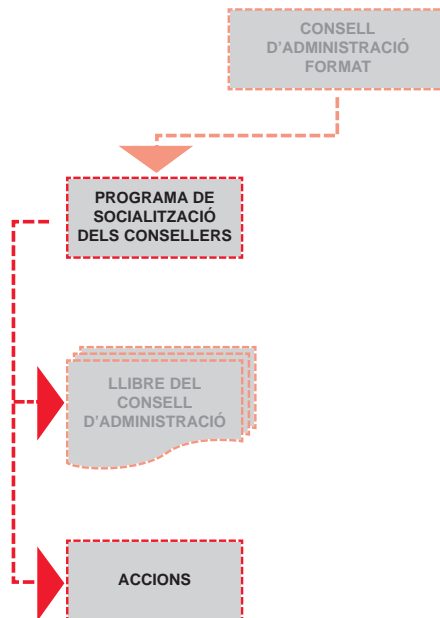 CONSELL
D’ADMINISTRACIÓ
FORMAT
PROGRAMA DE
SOCIALITZACIÓ
DELS CONSELLERS
LLIBRE DEL
CONSELL
D’ADMINISTRACIÓ
ACCIONS